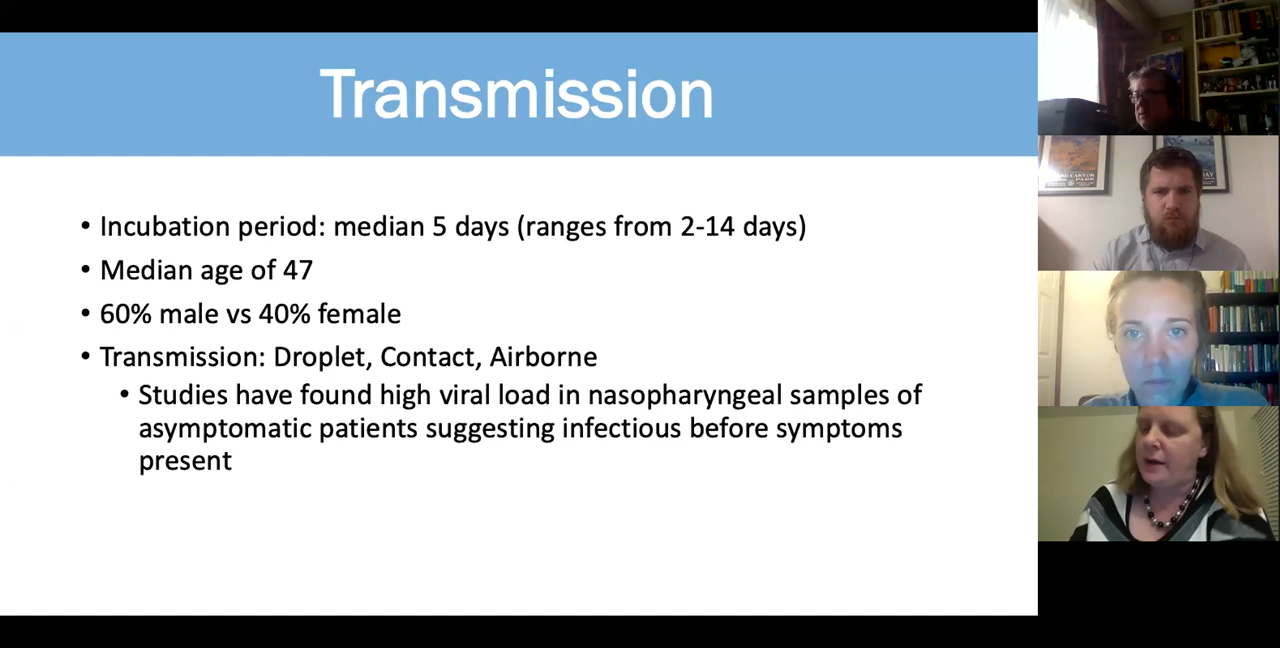 Transmission
• Incubation period: median 5 days (ranges from 2-14 days)
• Median age of 47
• 60% male vs 40% female
• Transmission: Droplet, Contact, Airborne
• Studies have found high viral load in nasopharyngeal samples of
asymptomatic patients suggesting infectious before symptoms
present